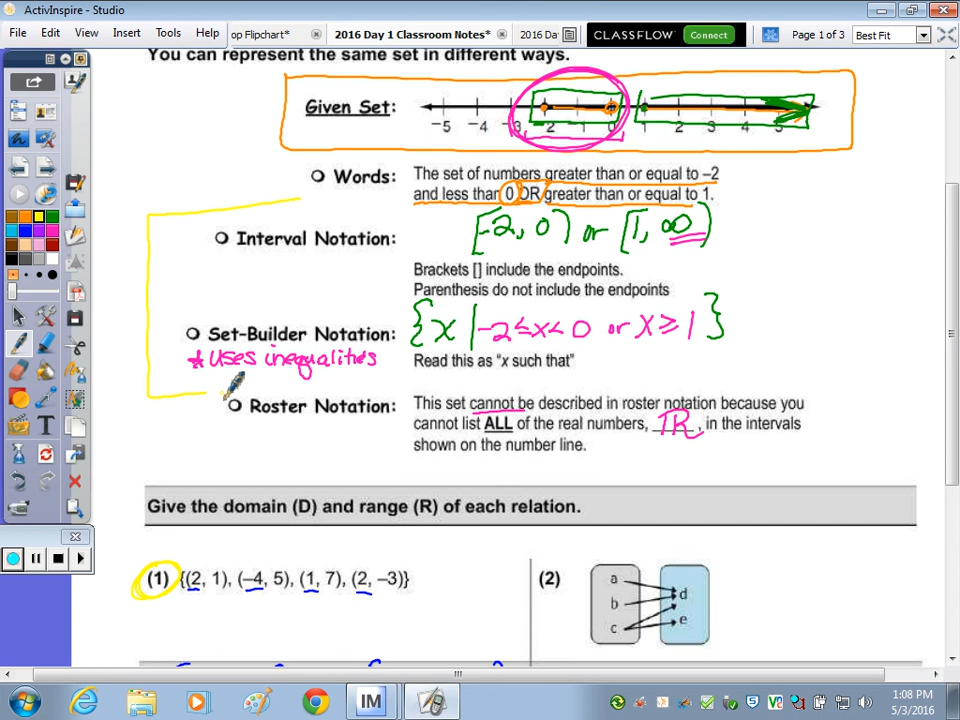 ActivInspire - Studio
File Edit View Insert Tools Help
op Flipchart* 2016 Day 1 Classroom Notes* 2016 Da CLASSFLOW Connect Page 1 of 3 Best Fit
You can represent the same set in different ways.
Given Set:
−5 −4 −3 −2 −1 0 1 2 3 4 5
Words: The set of numbers greater than or equal to −2
and less than 0 OR greater than or equal to 1.
Interval Notation: [-2, 0) or [1, ∞)
Brackets [] include the endpoints.
Parenthesis do not include the endpoints
Set-Builder Notation: {x | -2 ≤ x < 0 or x ≥ 1}
* Uses inequalities
Read this as “x such that”
Roster Notation: This set cannot be described in roster notation because you
cannot list ALL of the real numbers, ℝ, in the intervals
shown on the number line.
Give the domain (D) and range (R) of each relation.
(1) {(2, 1), (−4, 5), (1, 7), (2, −3)}
(2)
a
b
c
d
e
IM
1:08 PM
5/3/2016